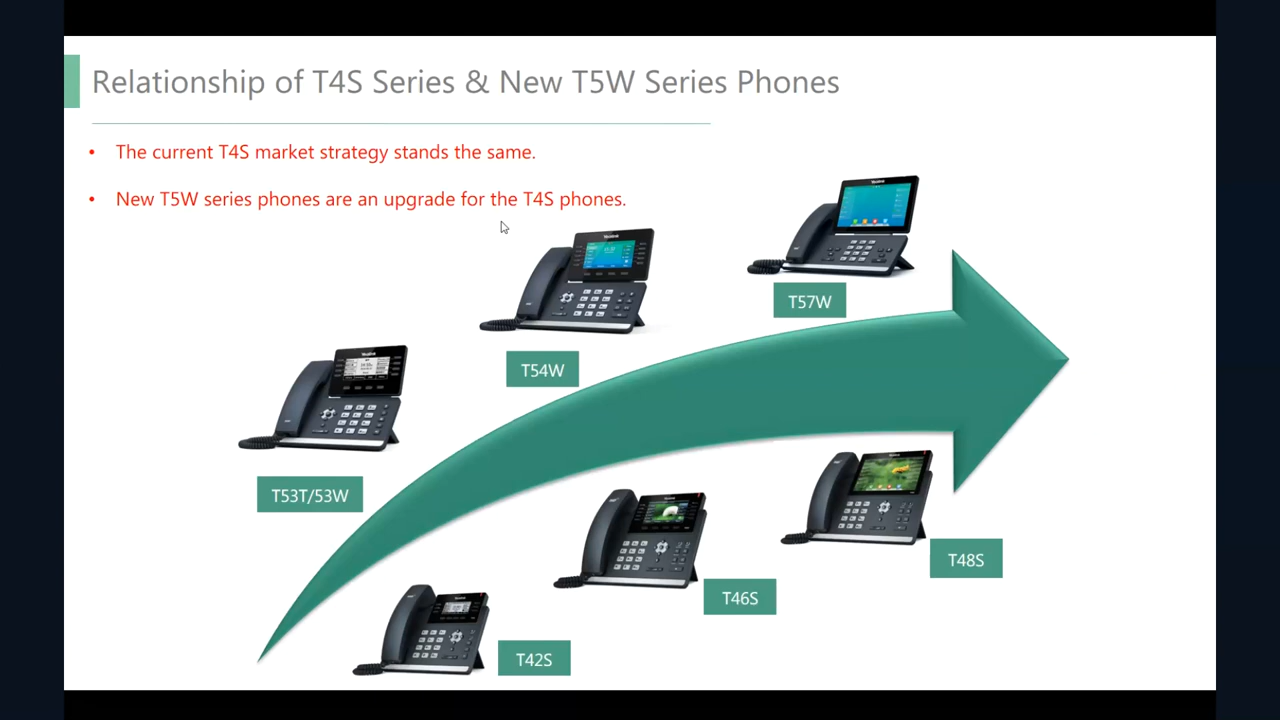 Relationship of T4S Series & New T5W Series Phones
• The current T4S market strategy stands the same.
• New T5W series phones are an upgrade for the T4S phones.
T57W
T54W
T53T/53W
T48S
T46S
T42S